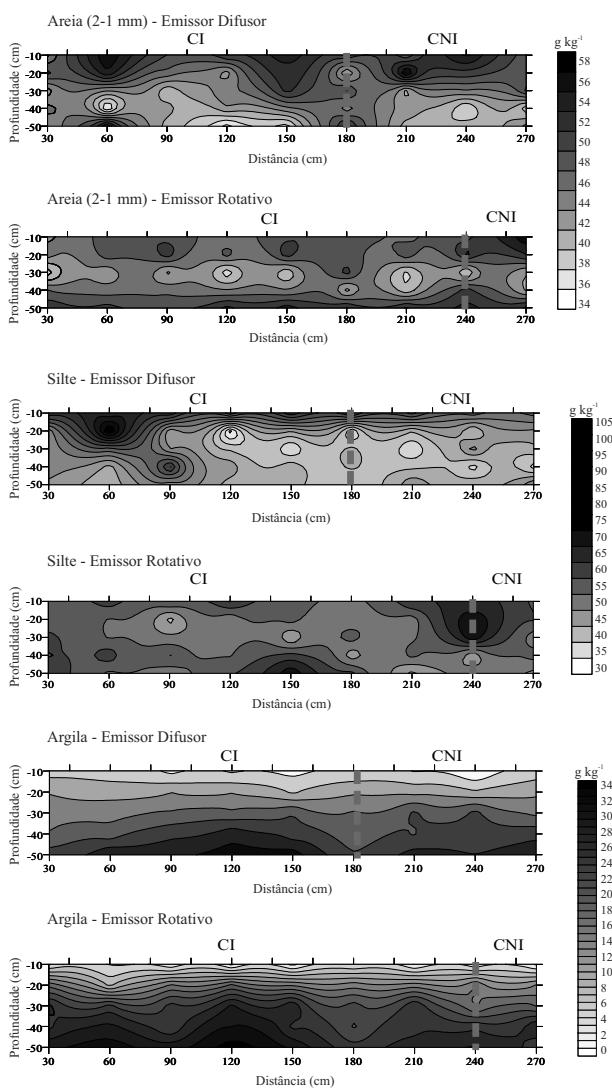 Areia (2-1 mm) - Emissor Difusor
CI CNI
g kg-1
-10
-20
-30
-40
-50
Profundidade (cm)
30 60 90 120 150 180 210 240 270
Distância (cm)
58
56
54
52
50
48
46
44
42
40
38
36
34
Areia (2-1 mm) - Emissor Rotativo
CI CNI
-10
-20
-30
-40
-50
Profundidade (cm)
30 60 90 120 150 180 210 240 270
Distância (cm)
Silte - Emissor Difusor
CI CNI
g kg-1
-10
-20
-30
-40
-50
Profundidade (cm)
30 60 90 120 150 180 210 240 270
Distância (cm)
105
100
95
90
85
80
75
70
65
60
55
50
45
40
35
30
Silte - Emissor Rotativo
CI CNI
-10
-20
-30
-40
-50
Profundidade (cm)
30 60 90 120 150 180 210 240 270
Distância (cm)
Argila - Emissor Difusor
CI CNI
g kg-1
-10
-20
-30
-40
-50
Profundidade (cm)
30 60 90 120 150 180 210 240 270
Distância (cm)
34
32
30
28
26
24
22
20
18
16
14
12
10
8
6
4
2
0
Argila - Emissor Rotativo
CI CNI
-10
-20
-30
-40
-50
Profundidade (cm)
30 60 90 120 150 180 210 240 270
Distância (cm)